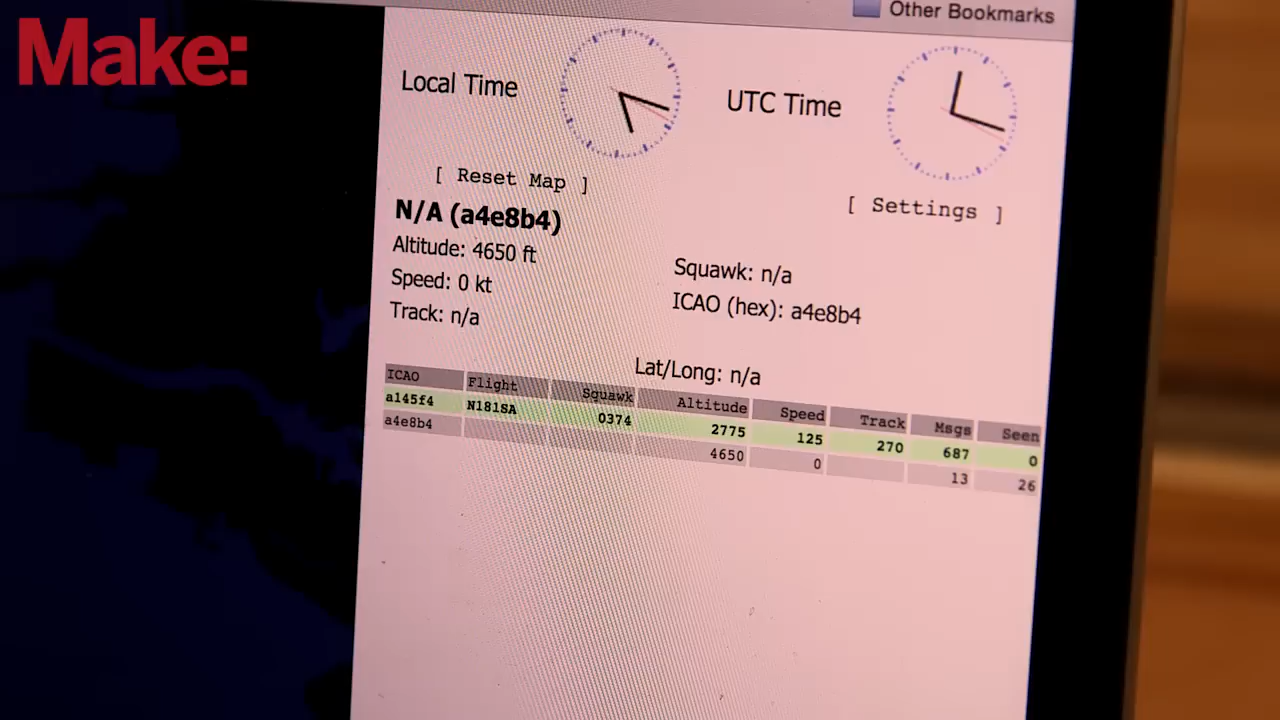 Make:
Other Bookmarks
Local Time
UTC Time
[ Reset Map ]
[ Settings ]
N/A (a4e8b4)
Altitude: 4650 ft
Squawk: n/a
Speed: 0 kt
ICAO (hex): a4e8b4
Track: n/a
Lat/Long: n/a
ICAO Flight Squawk Altitude Speed Track Msgs Seen
a145f4 N181SA 0374 2775 125 270 687 0
a4e8b4 4650 0 13 26